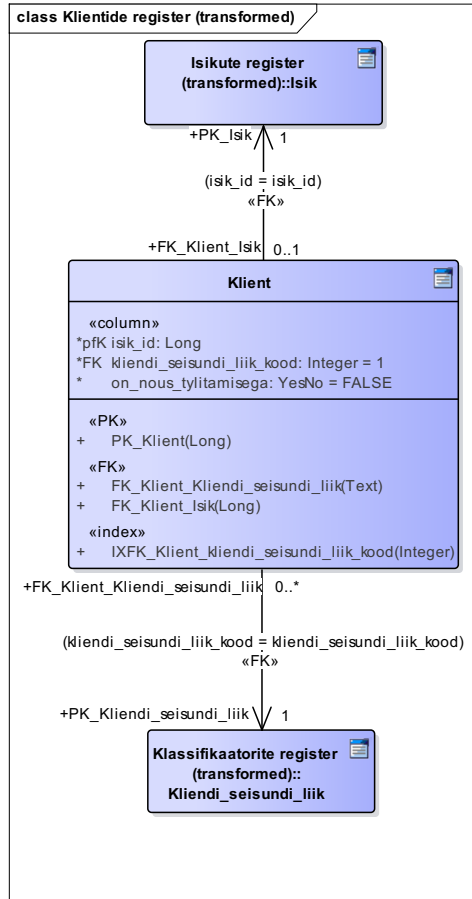 class Klientide register (transformed)
Isikute register
(transformed)::Isik
+PK_Isik 1
(isik_id = isik_id)
«FK»
+FK_Klient_Isik 0..1
Klient
«column»
*pfK isik_id: Long
*FK kliendi_seisundi_liik_kood: Integer = 1
* on_nous_tylitamisega: YesNo = FALSE
«PK»
+ PK_Klient(Long)
«FK»
+ FK_Klient_Kliendi_seisundi_liik(Text)
+ FK_Klient_Isik(Long)
«index»
+ IXFK_Klient_kliendi_seisundi_liik_kood(Integer)
+FK_Klient_Kliendi_seisundi_liik 0..*
(kliendi_seisundi_liik_kood = kliendi_seisundi_liik_kood)
«FK»
+PK_Kliendi_seisundi_liik 1
Klassifikaatorite register
(transformed)::
Kliendi_seisundi_liik